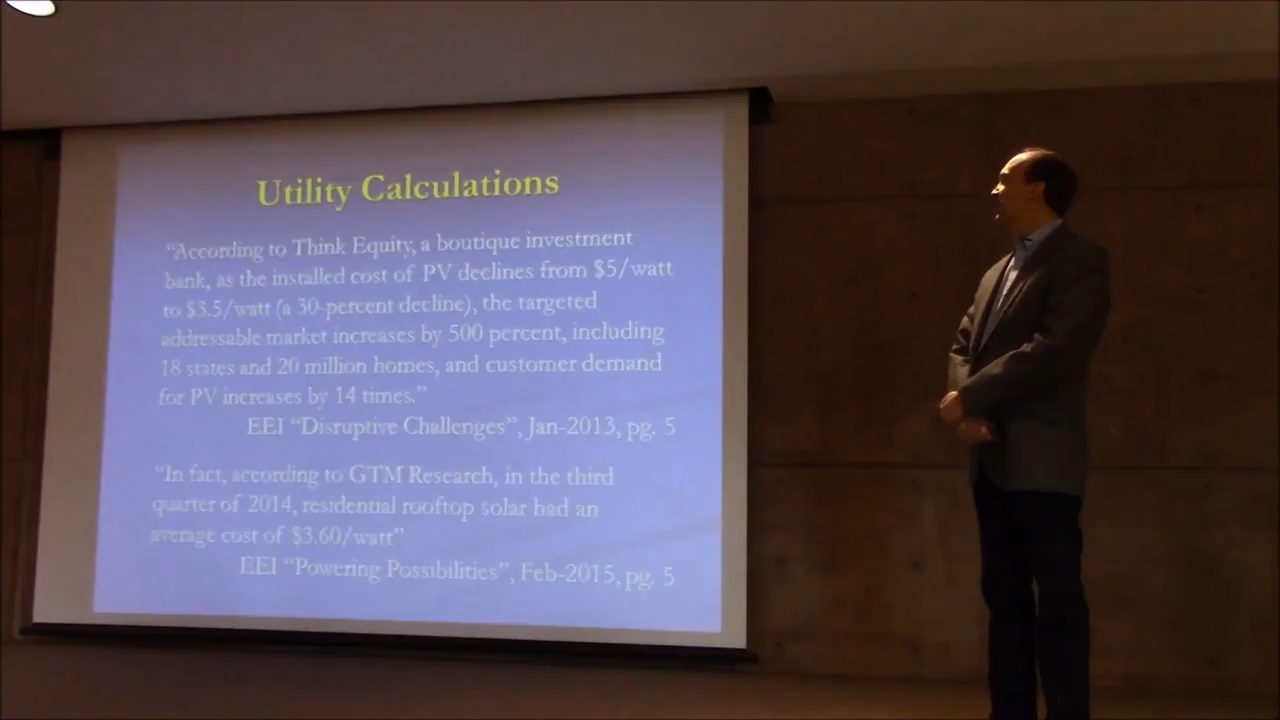 Utility Calculations
“According to Think Equity, a boutique investment
bank, as the installed cost of PV declines from $5/watt
to $3.5/watt (a 30-percent decline), the targeted
addressable market increases by 500 percent, including
18 states and 20 million homes, and customer demand
for PV increases by 14 times.”
EEI “Disruptive Challenges”, Jan-2013, pg. 5
“In fact, according to GTM Research, in the third
quarter of 2014, residential rooftop solar had an
average cost of $3.60/watt”
EEI “Powering Possibilities”, Feb-2015, pg. 5